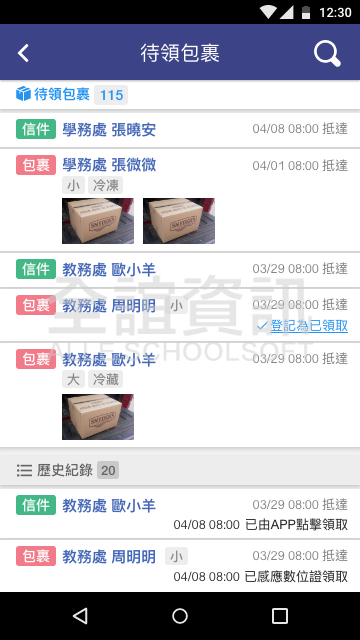 12:30
待領包裹
待領包裹 115
信件 學務處 張曉安 04/08 08:00 抵達
包裹 學務處 張微微 04/01 08:00 抵達
小 冷凍
信件 教務處 歐小羊 03/29 08:00 抵達
包裹 教務處 周明明 小 03/29 08:00 抵達
登記為已領取
全誼資訊
ALLE SCHOOLSOFT
包裹 教務處 歐小羊 03/29 08:00 抵達
大 冷藏
歷史紀錄 20
信件 教務處 歐小羊 03/29 08:00 抵達
04/08 08:00 已由APP點擊領取
包裹 教務處 周明明 小 03/29 08:00 抵達
04/08 08:00 已感應數位證領取